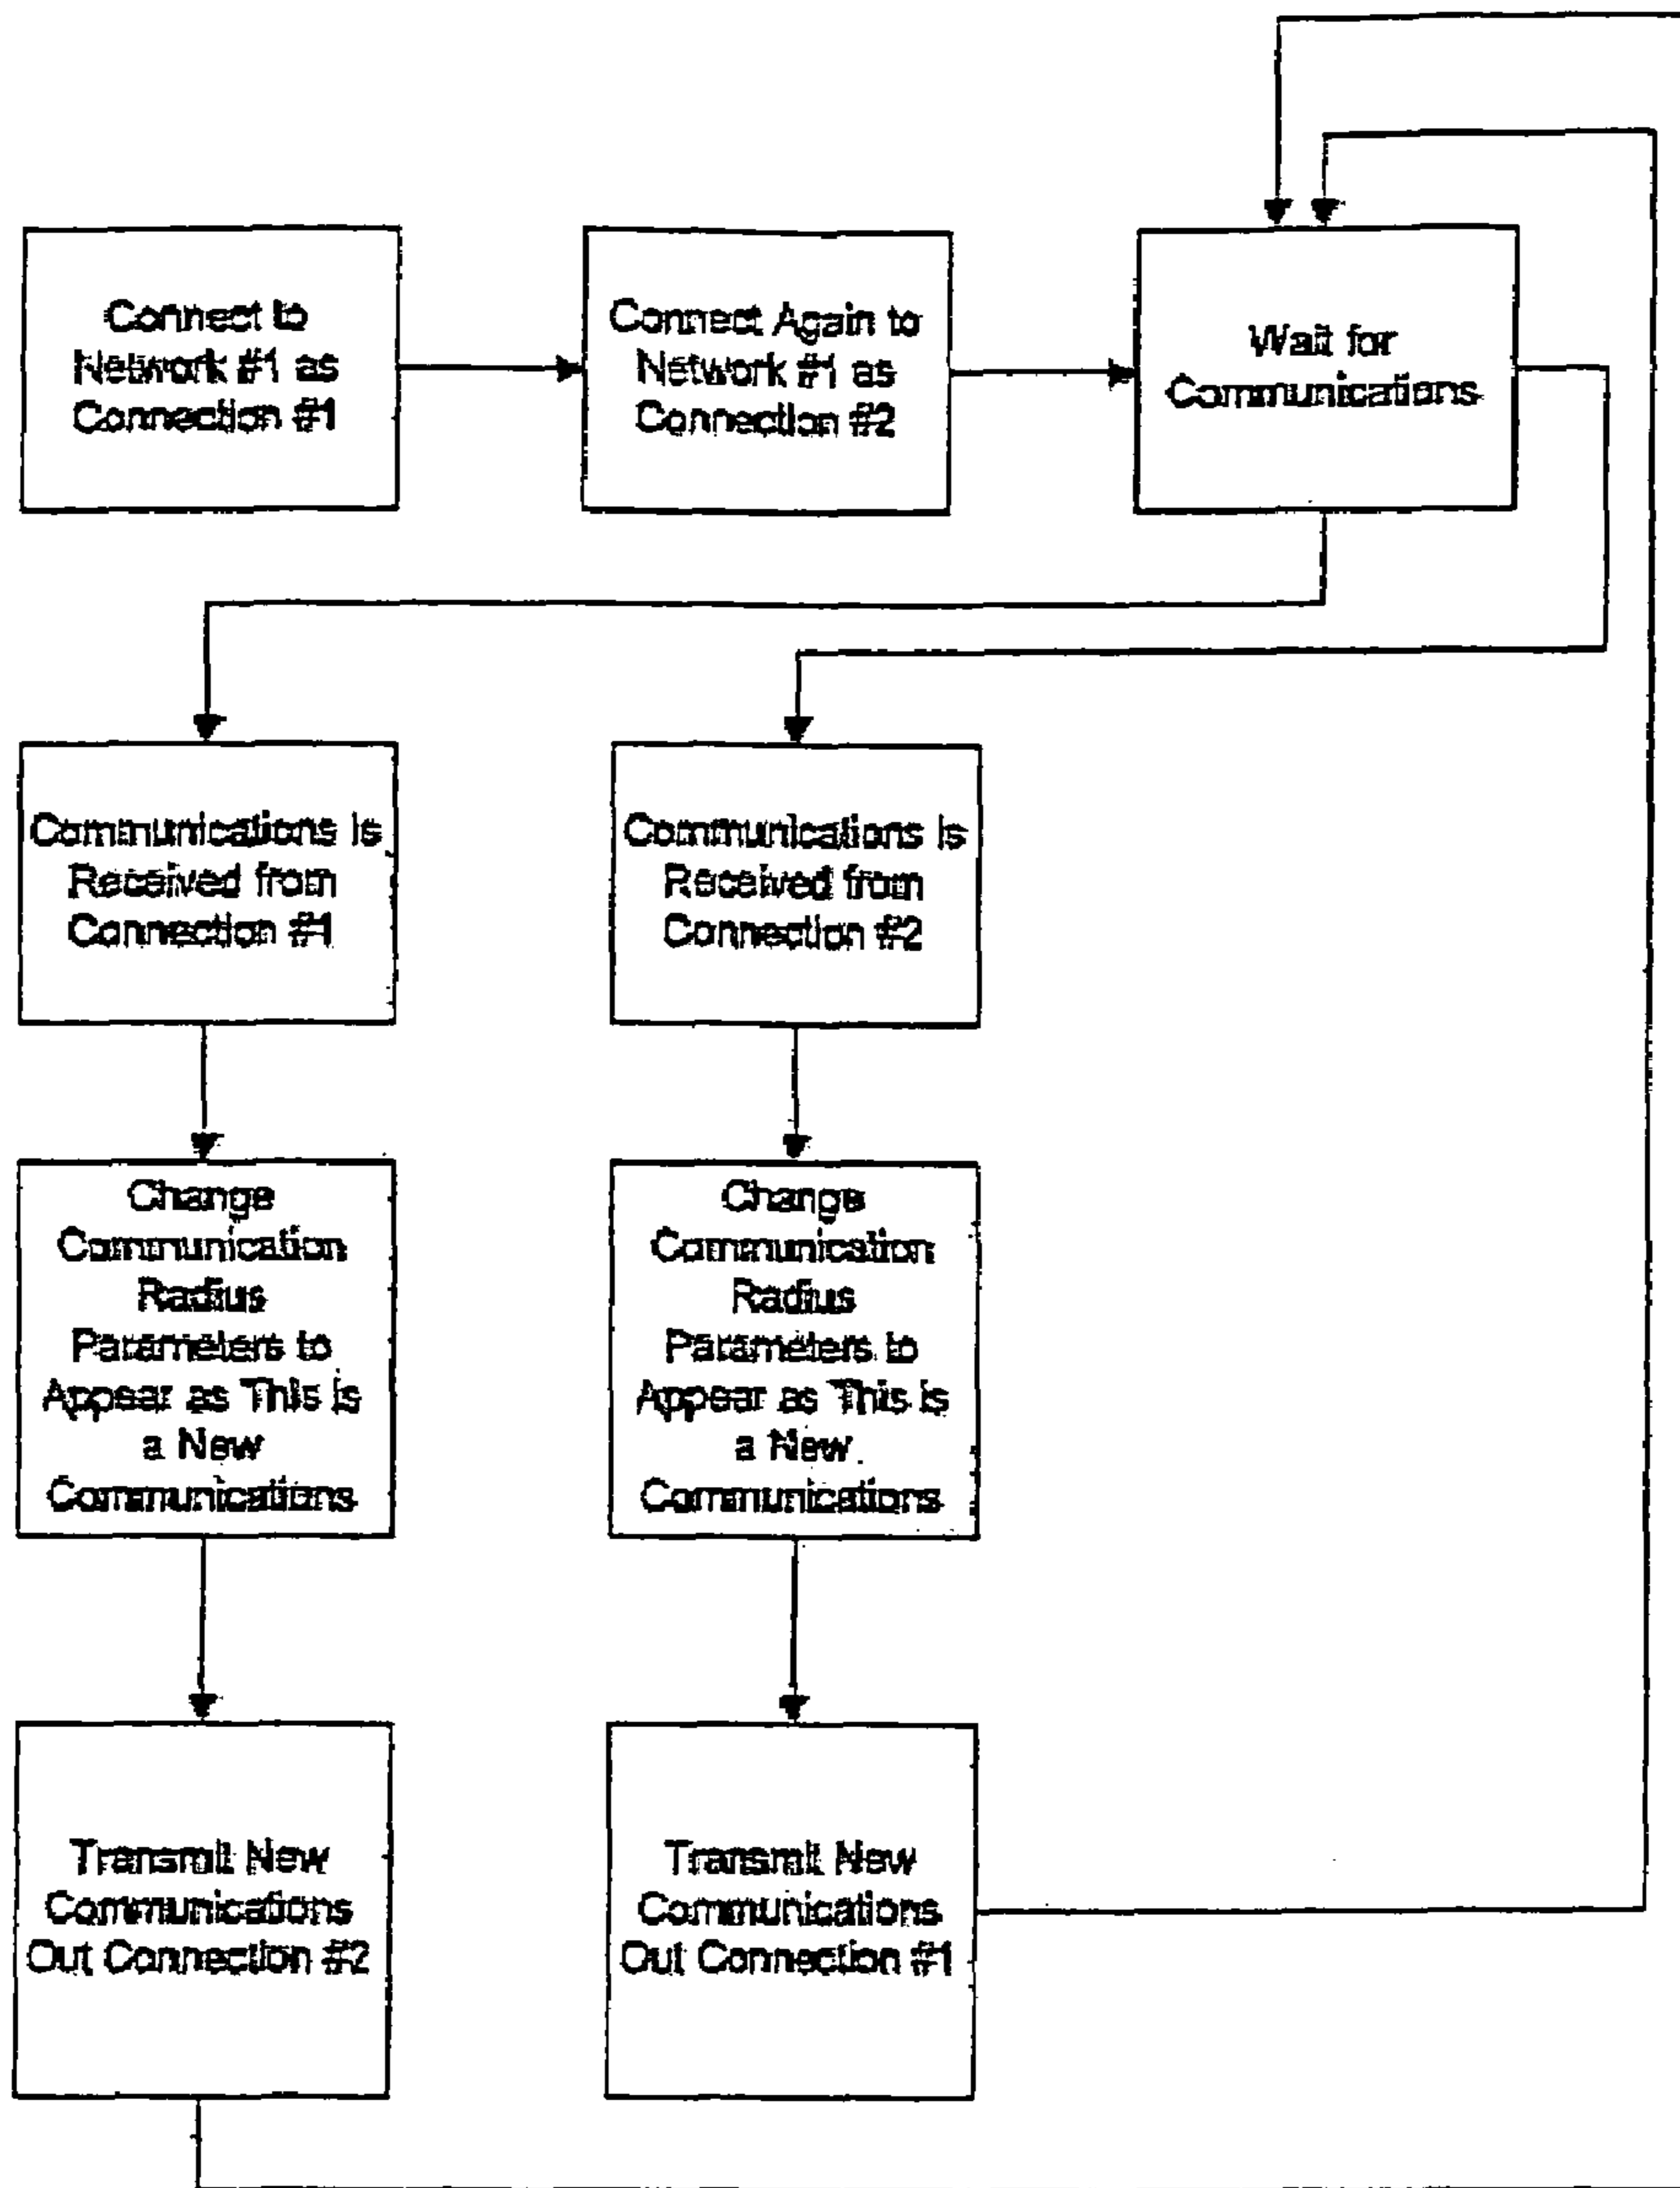 Connect to
Network #1 as
Connection #1
Connect Again to
Network #1 as
Connection #2
Wait for
Communications
Communications is
Received from
Connection #1
Communications is
Received from
Connection #2
Change
Communication
Radius
Parameters to
Appear as This is
a New
Communications
Change
Communication
Radius
Parameters to
Appear as This is
a New
Communications
Transmit New
Communications
Out Connection #2
Transmit New
Communications
Out Connection #1